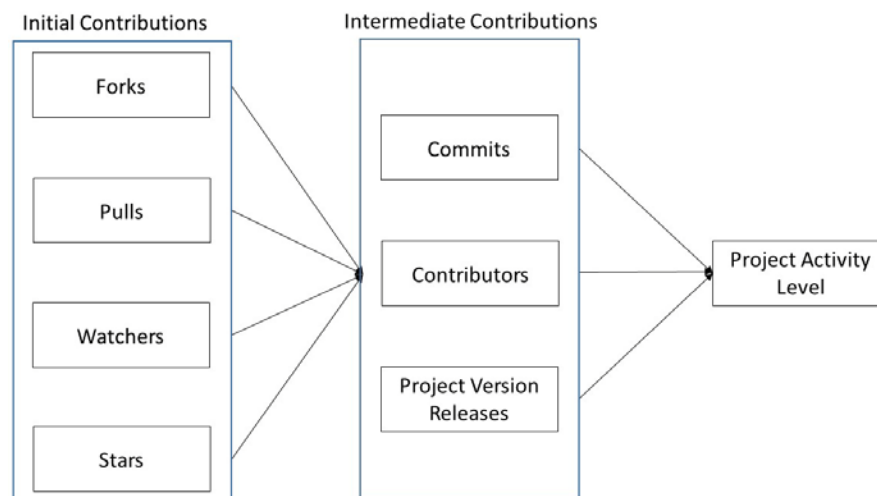 Initial Contributions
Forks
Pulls
Watchers
Stars
Intermediate Contributions
Commits
Contributors
Project Version
Releases
Project Activity
Level